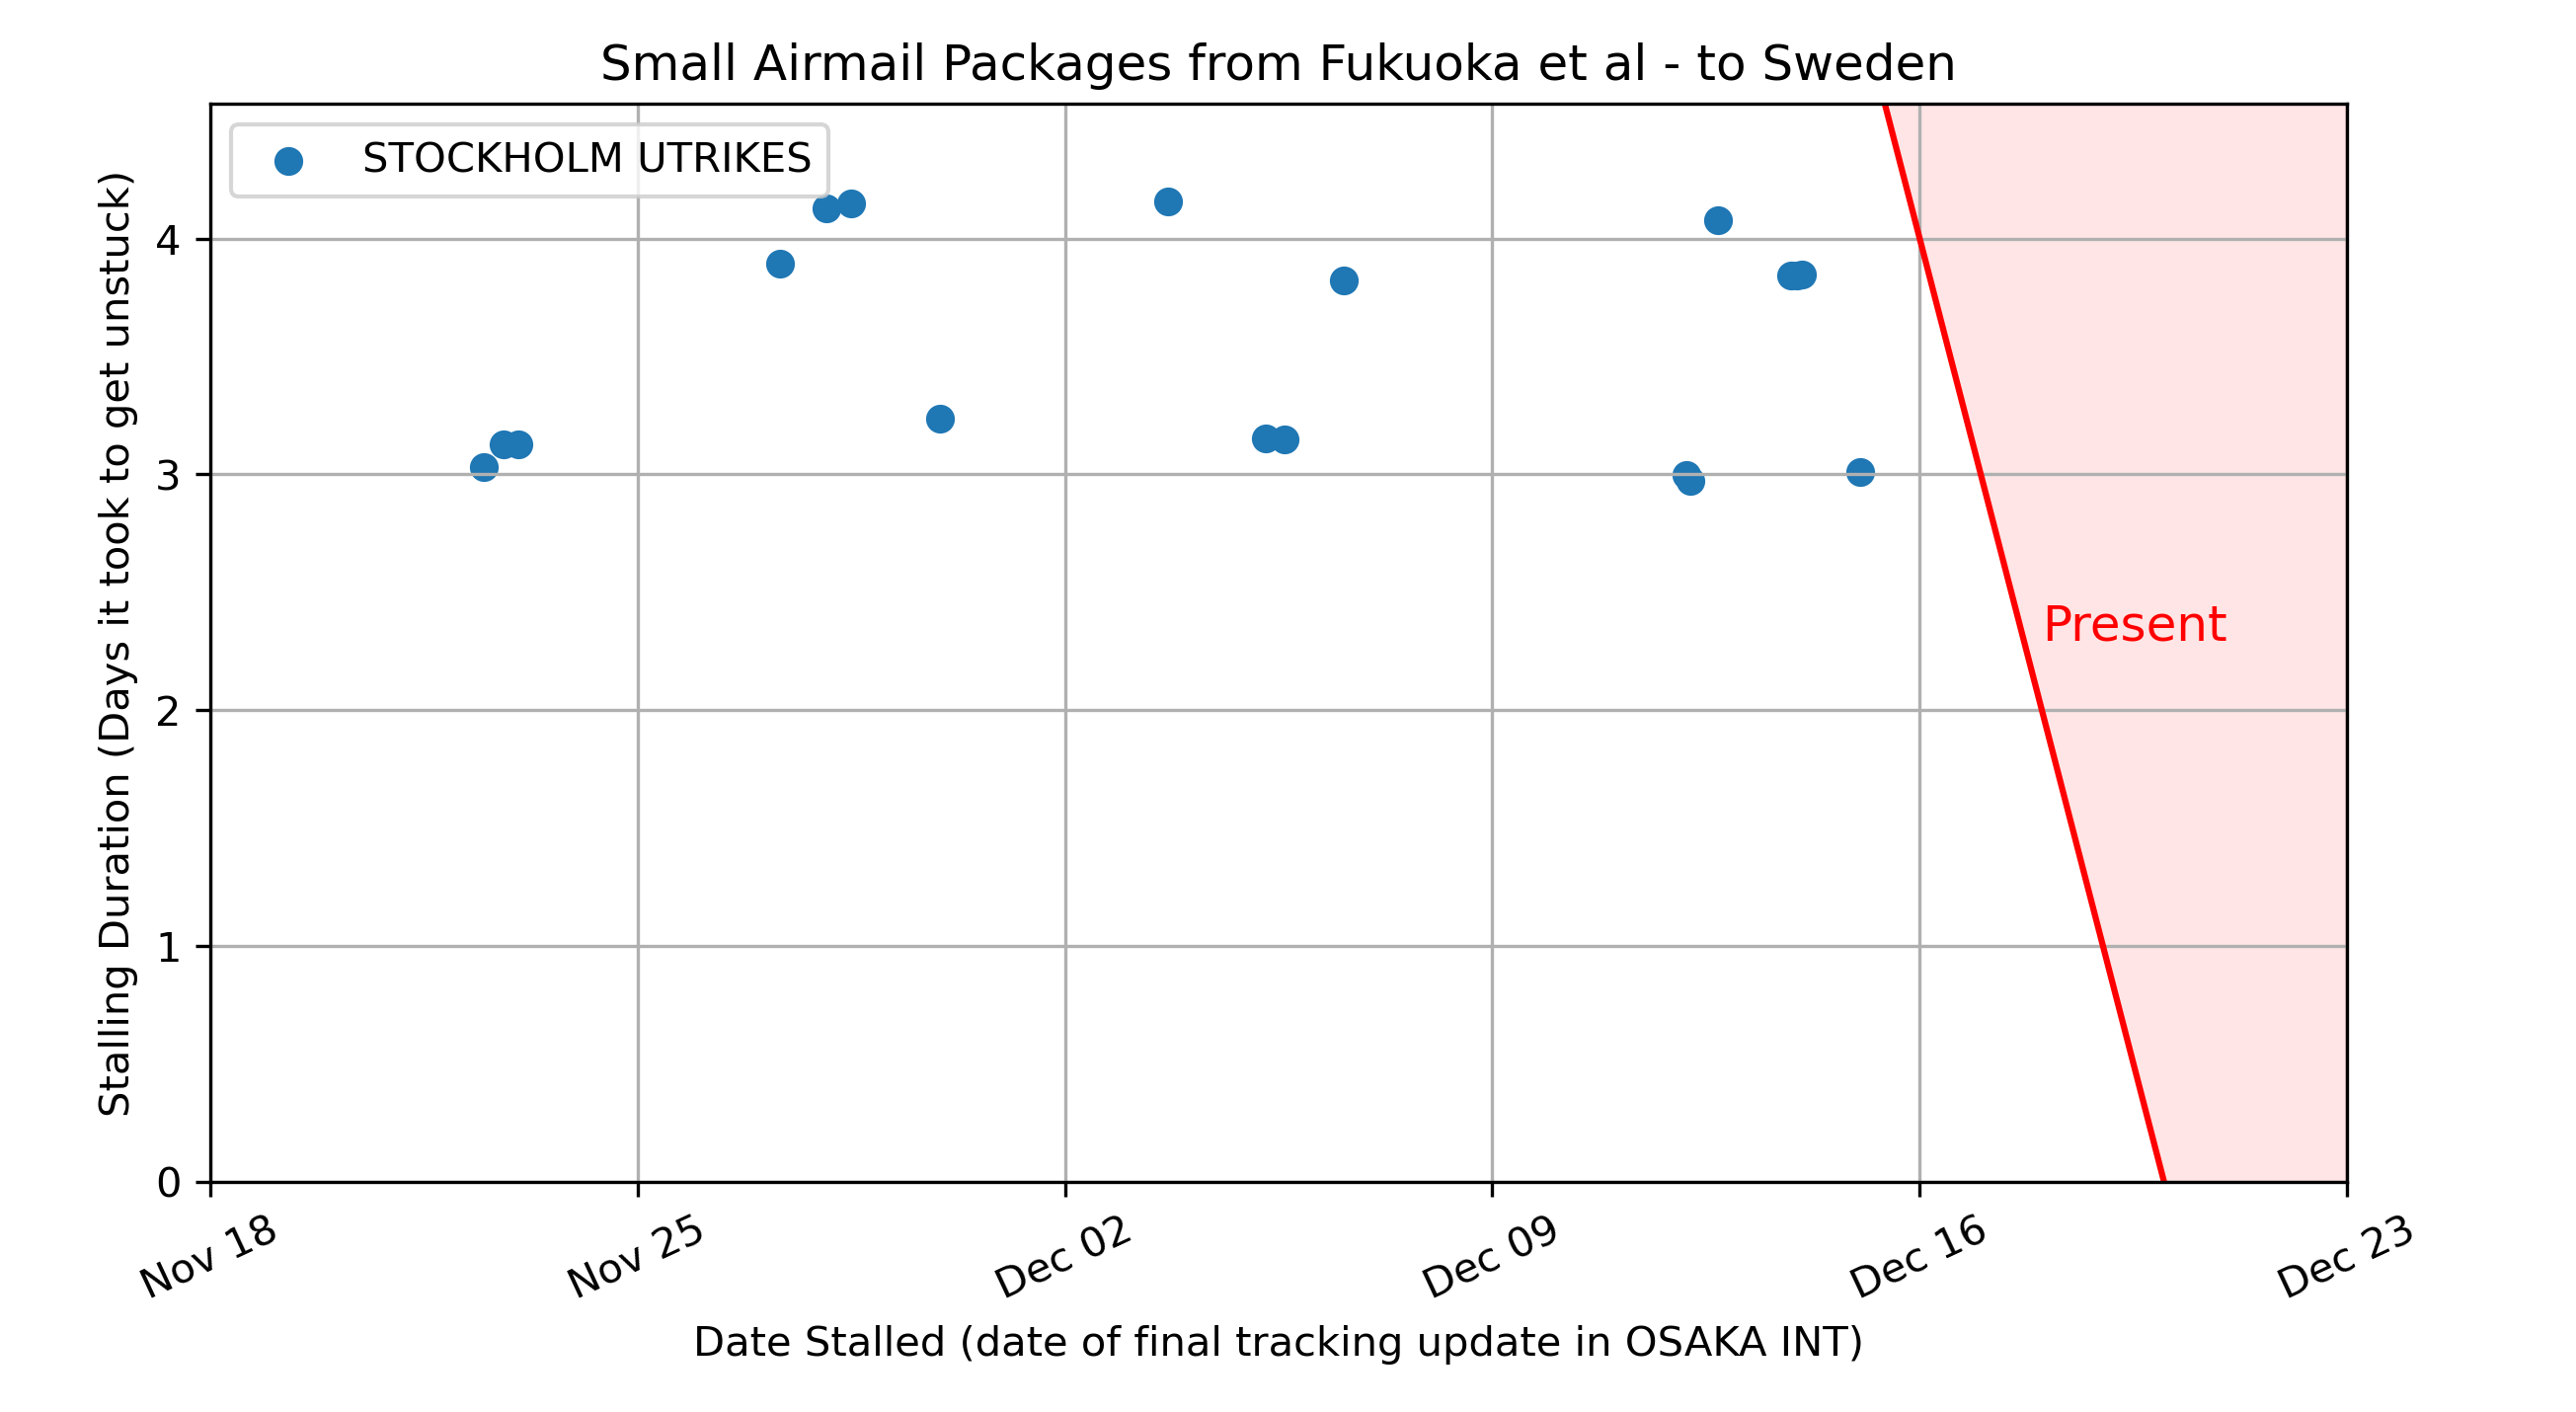 Small Airmail Packages from Fukuoka et al - to Sweden
STOCKHOLM UTRIKES
Stalling Duration (Days it took to get unstuck)
4
3
2
1
0
Present
Nov 18
Nov 25
Dec 02
Dec 09
Dec 16
Dec 23
Date Stalled (date of final tracking update in OSAKA INT)